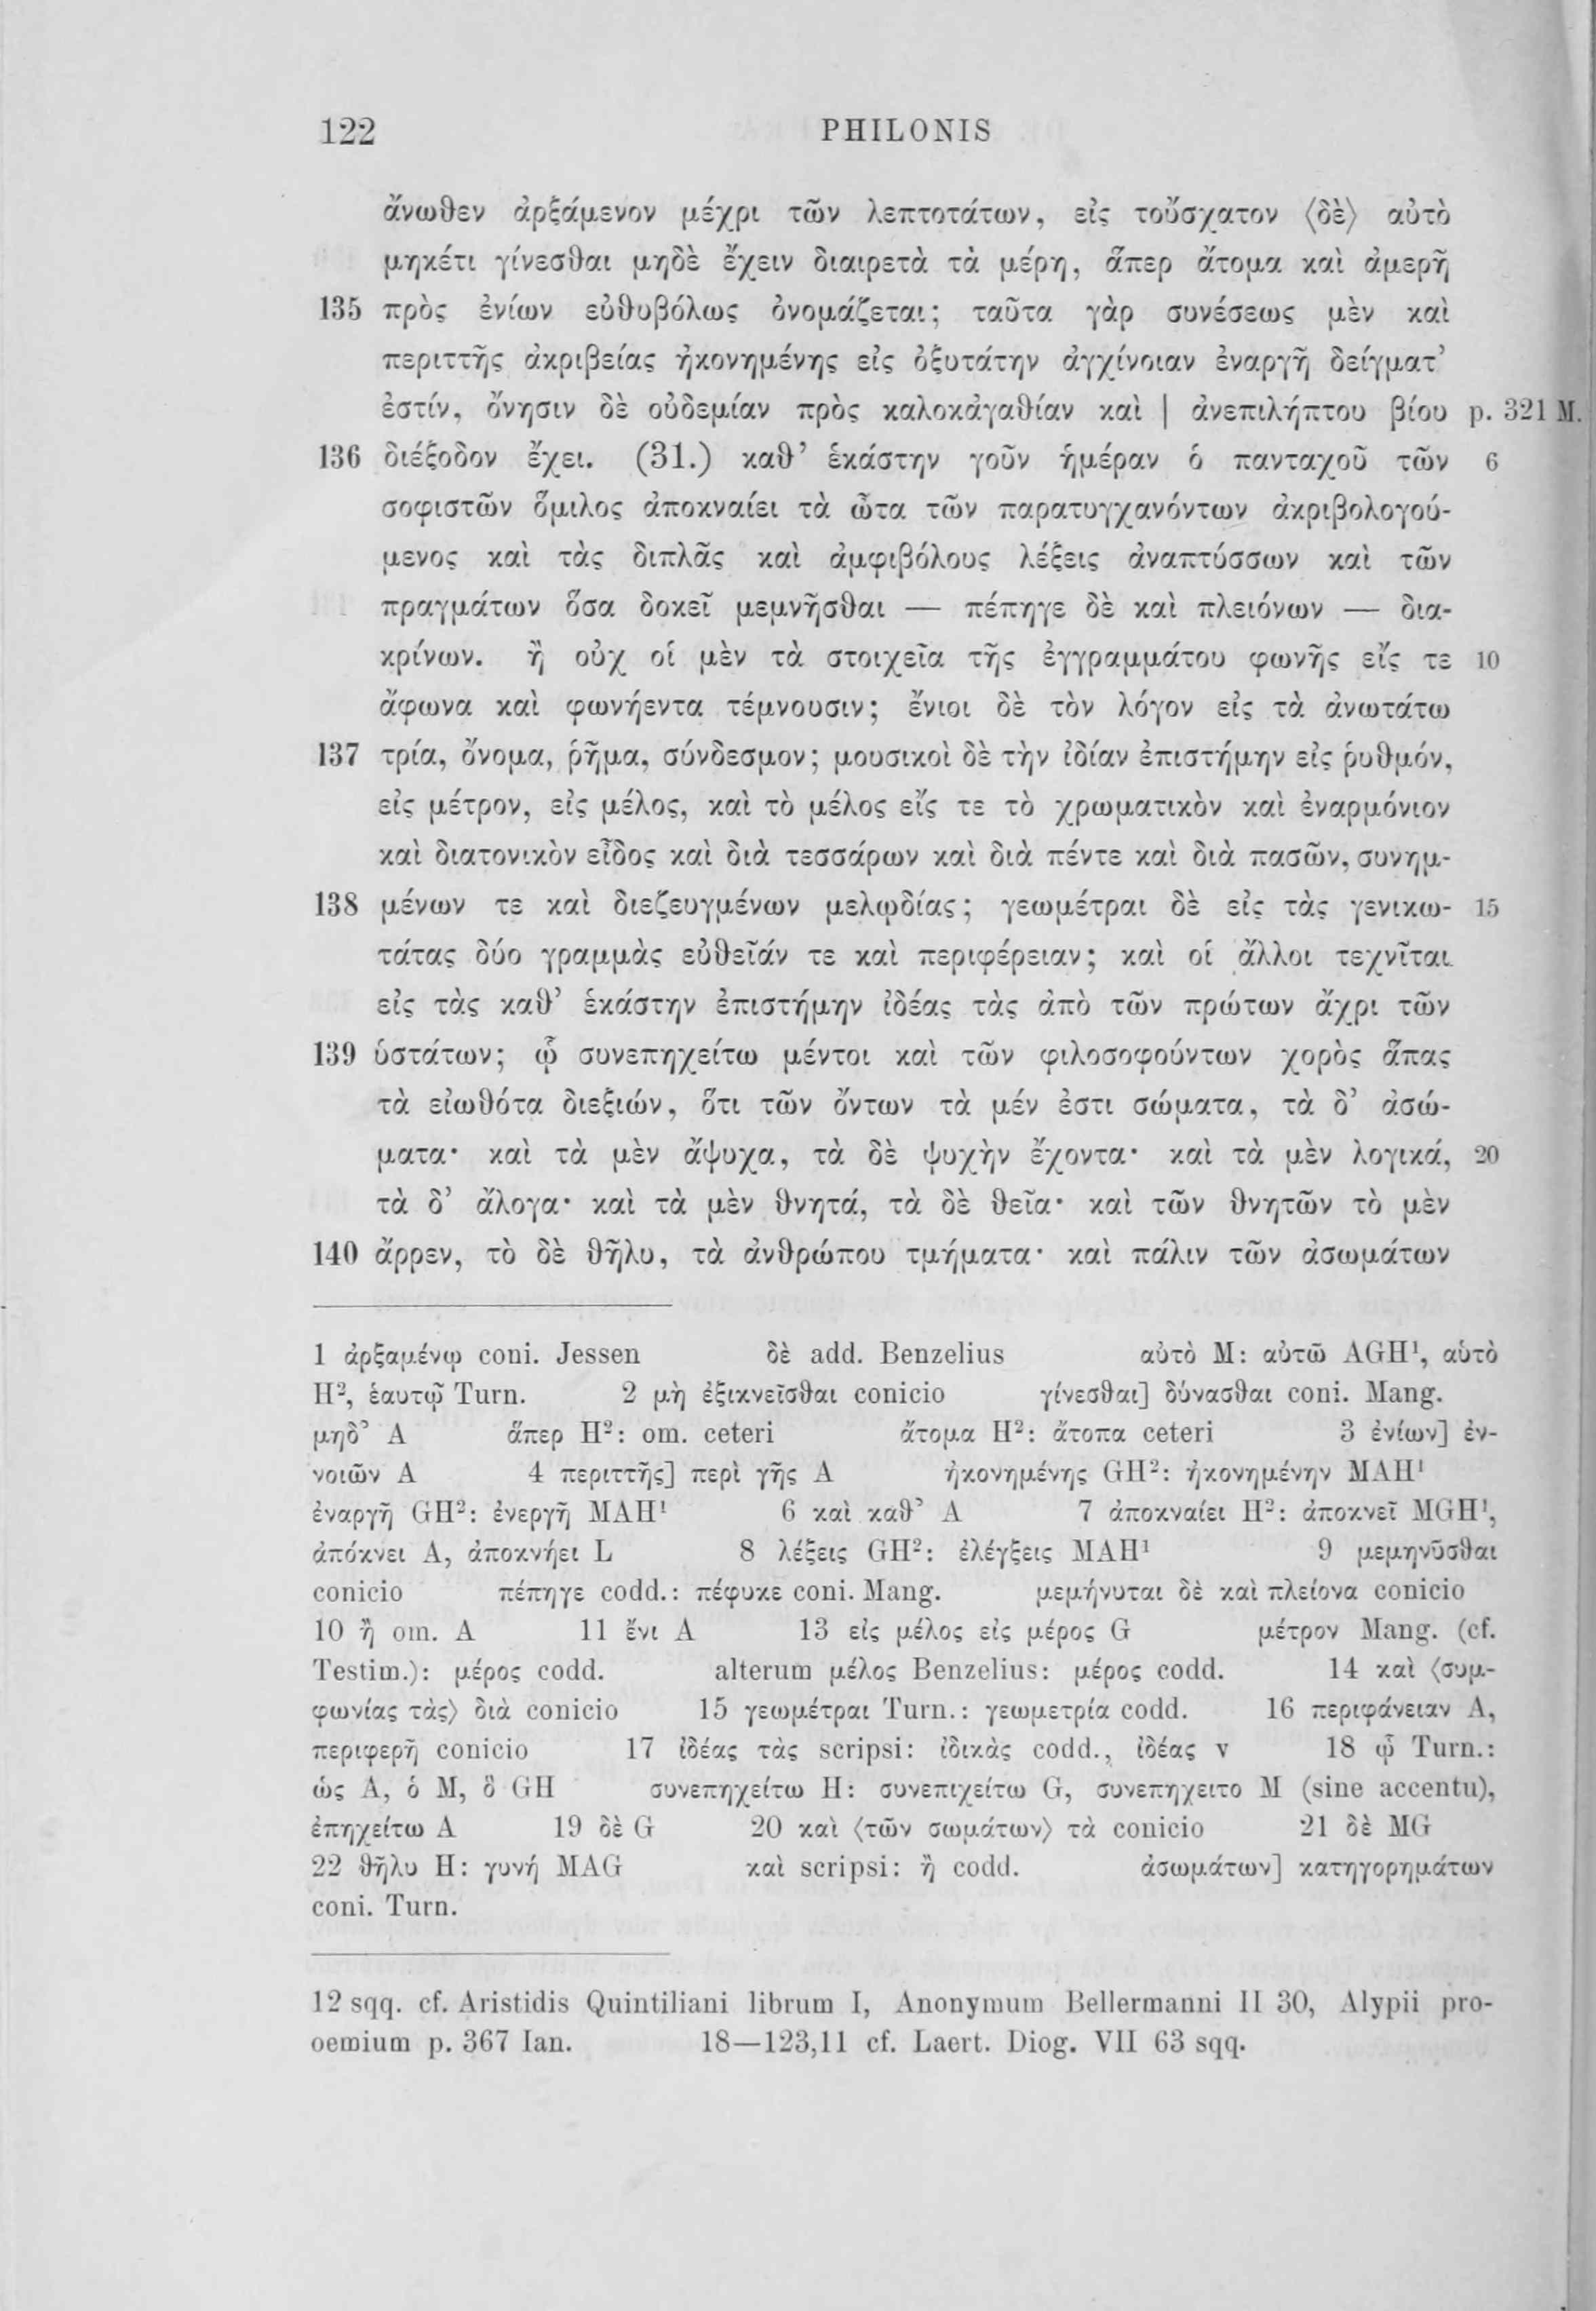 122 PHILONIS
ἄνωθεν ἀρξάμενον μέχρι τῶν λεπτοτάτων, εἰς τοὔσχατον 〈δὲ〉 αὐτὸ
μηκέτι γίνεσθαι μηδὲ ἔχειν διαιρετὰ τὰ μέρη, ἅπερ ἄτομα καὶ ἀμερῆ
135 πρὸς ἐνίων εὐθυβόλως ὀνομάζεται; ταῦτα γὰρ συνέσεως μὲν καὶ
περιττῆς ἀκριβείας ἠκονημένης εἰς ὀξυτάτην ἀγχίνοιαν ἐναργῆ δείγματ’
ἐστίν, ὄνησιν δὲ οὐδεμίαν πρὸς καλοκἀγαθίαν καὶ | ἀνεπιλήπτου βίου p. 321 M.
136 διέξοδον ἔχει. (31.) καθ’ ἑκάστην γοῦν ἡμέραν ὁ πανταχοῦ τῶν 6
σοφιστῶν ὅμιλος ἀποκναίει τὰ ὦτα τῶν παρατυγχανόντων ἀκριβολογού-
μενος καὶ τὰς διπλᾶς καὶ ἀμφιβόλους λέξεις ἀναπτύσσων καὶ τῶν
πραγμάτων ὅσα δοκεῖ μεμνῆσθαι — πέπηγε δὲ καὶ πλειόνων — δια-
κρίνων. ἢ οὐχ οἱ μὲν τὰ στοιχεῖα τῆς ἐγγραμμάτου φωνῆς εἴς τε 10
ἄφωνα καὶ φωνήεντα τέμνουσιν; ἔνιοι δὲ τὸν λόγον εἰς τὰ ἀνωτάτω
137 τρία, ὄνομα, ῥῆμα, σύνδεσμον; μουσικοὶ δὲ τὴν ἰδίαν ἐπιστήμην εἰς ῥυθμόν,
εἰς μέτρον, εἰς μέλος, καὶ τὸ μέλος εἴς τε τὸ χρωματικὸν καὶ ἐναρμόνιον
καὶ διατονικὸν εἶδος καὶ διὰ τεσσάρων καὶ διὰ πέντε καὶ διὰ πασῶν, συνημ-
138 μένων τε καὶ διεζευγμένων μελῳδίας; γεωμέτραι δὲ εἰς τὰς γενικω- 15
τάτας δύο γραμμὰς εὐθεῖάν τε καὶ περιφέρειαν; καὶ οἱ ἄλλοι τεχνῖται
εἰς τὰς καθ’ ἑκάστην ἐπιστήμην ἰδέας τὰς ἀπὸ τῶν πρώτων ἄχρι τῶν
139 ὑστάτων; ᾧ συνεπηχείτω μέντοι καὶ τῶν φιλοσοφούντων χορὸς ἅπας
τὰ εἰωθότα διεξιών, ὅτι τῶν ὄντων τὰ μέν ἐστι σώματα, τὰ δ’ ἀσώ-
ματα· καὶ τὰ μὲν ἄψυχα, τὰ δὲ ψυχὴν ἔχοντα· καὶ τὰ μὲν λογικά, 20
τὰ δ’ ἄλογα· καὶ τὰ μὲν θνητά, τὰ δὲ θεῖα· καὶ τῶν θνητῶν τὸ μὲν
140 ἄρρεν, τὸ δὲ θῆλυ, τὰ ἀνθρώπου τμήματα· καὶ πάλιν τῶν ἀσωμάτων
1 ἀρξαμένῳ coni. Jessen δὲ add. Benzelius αὐτὸ M: αὐτῶ AGH¹, αὑτὸ
H², ἑαυτῷ Turn. 2 μὴ ἐξικνεῖσθαι conicio γίνεσθαι] δύνασθαι coni. Mang.
μηδ’ A ἅπερ H²: om. ceteri ἄτομα H²: ἄτοπα ceteri 3 ἐνίων] ἐν-
νοιῶν A 4 περιττῆς] περὶ γῆς A ἠκονημένης GH²: ἠκονημένην MAH¹
ἐναργῆ GH²: ἐνεργῆ MAH¹ 6 καὶ καθ’ A 7 ἀποκναίει H²: ἀποκνεῖ MGH¹,
ἀπόκνει A, ἀποκνήει L 8 λέξεις GH²: ἐλέγξεις MAH¹ 9 μεμηνῦσθαι
conicio πέπηγε codd.: πέφυκε coni. Mang. μεμήνυται δὲ καὶ πλείονα conicio
10 ἢ om. A 11 ἔνι A 13 εἰς μέλος εἰς μέρος G μέτρον Mang. (cf.
Testim.): μέρος codd. alterum μέλος Benzelius: μέρος codd. 14 καὶ 〈συμ-
φωνίας τὰς〉 διὰ conicio 15 γεωμέτραι Turn.: γεωμετρία codd. 16 περιφάνειαν A,
περιφερῆ conicio 17 ἰδέας τὰς scripsi: ἰδικὰς codd., ἰδέας v 18 ᾧ Turn.:
ὡς A, ὁ M, ὃ GH συνεπηχείτω H: συνεπιχείτω G, συνεπηχειτο M (sine accentu),
ἐπηχείτω A 19 δὲ G 20 καὶ 〈τῶν σωμάτων〉 τὰ conicio 21 δὲ MG
22 θῆλυ H: γυνή MAG καὶ scripsi: ἢ codd. ἀσωμάτων] κατηγορημάτων
coni. Turn.
12 sqq. cf. Aristidis Quintiliani librum I, Anonymum Bellermanni II 30, Alypii pro-
oemium p. 367 Ian. 18—123,11 cf. Laert. Diog. VII 63 sqq.